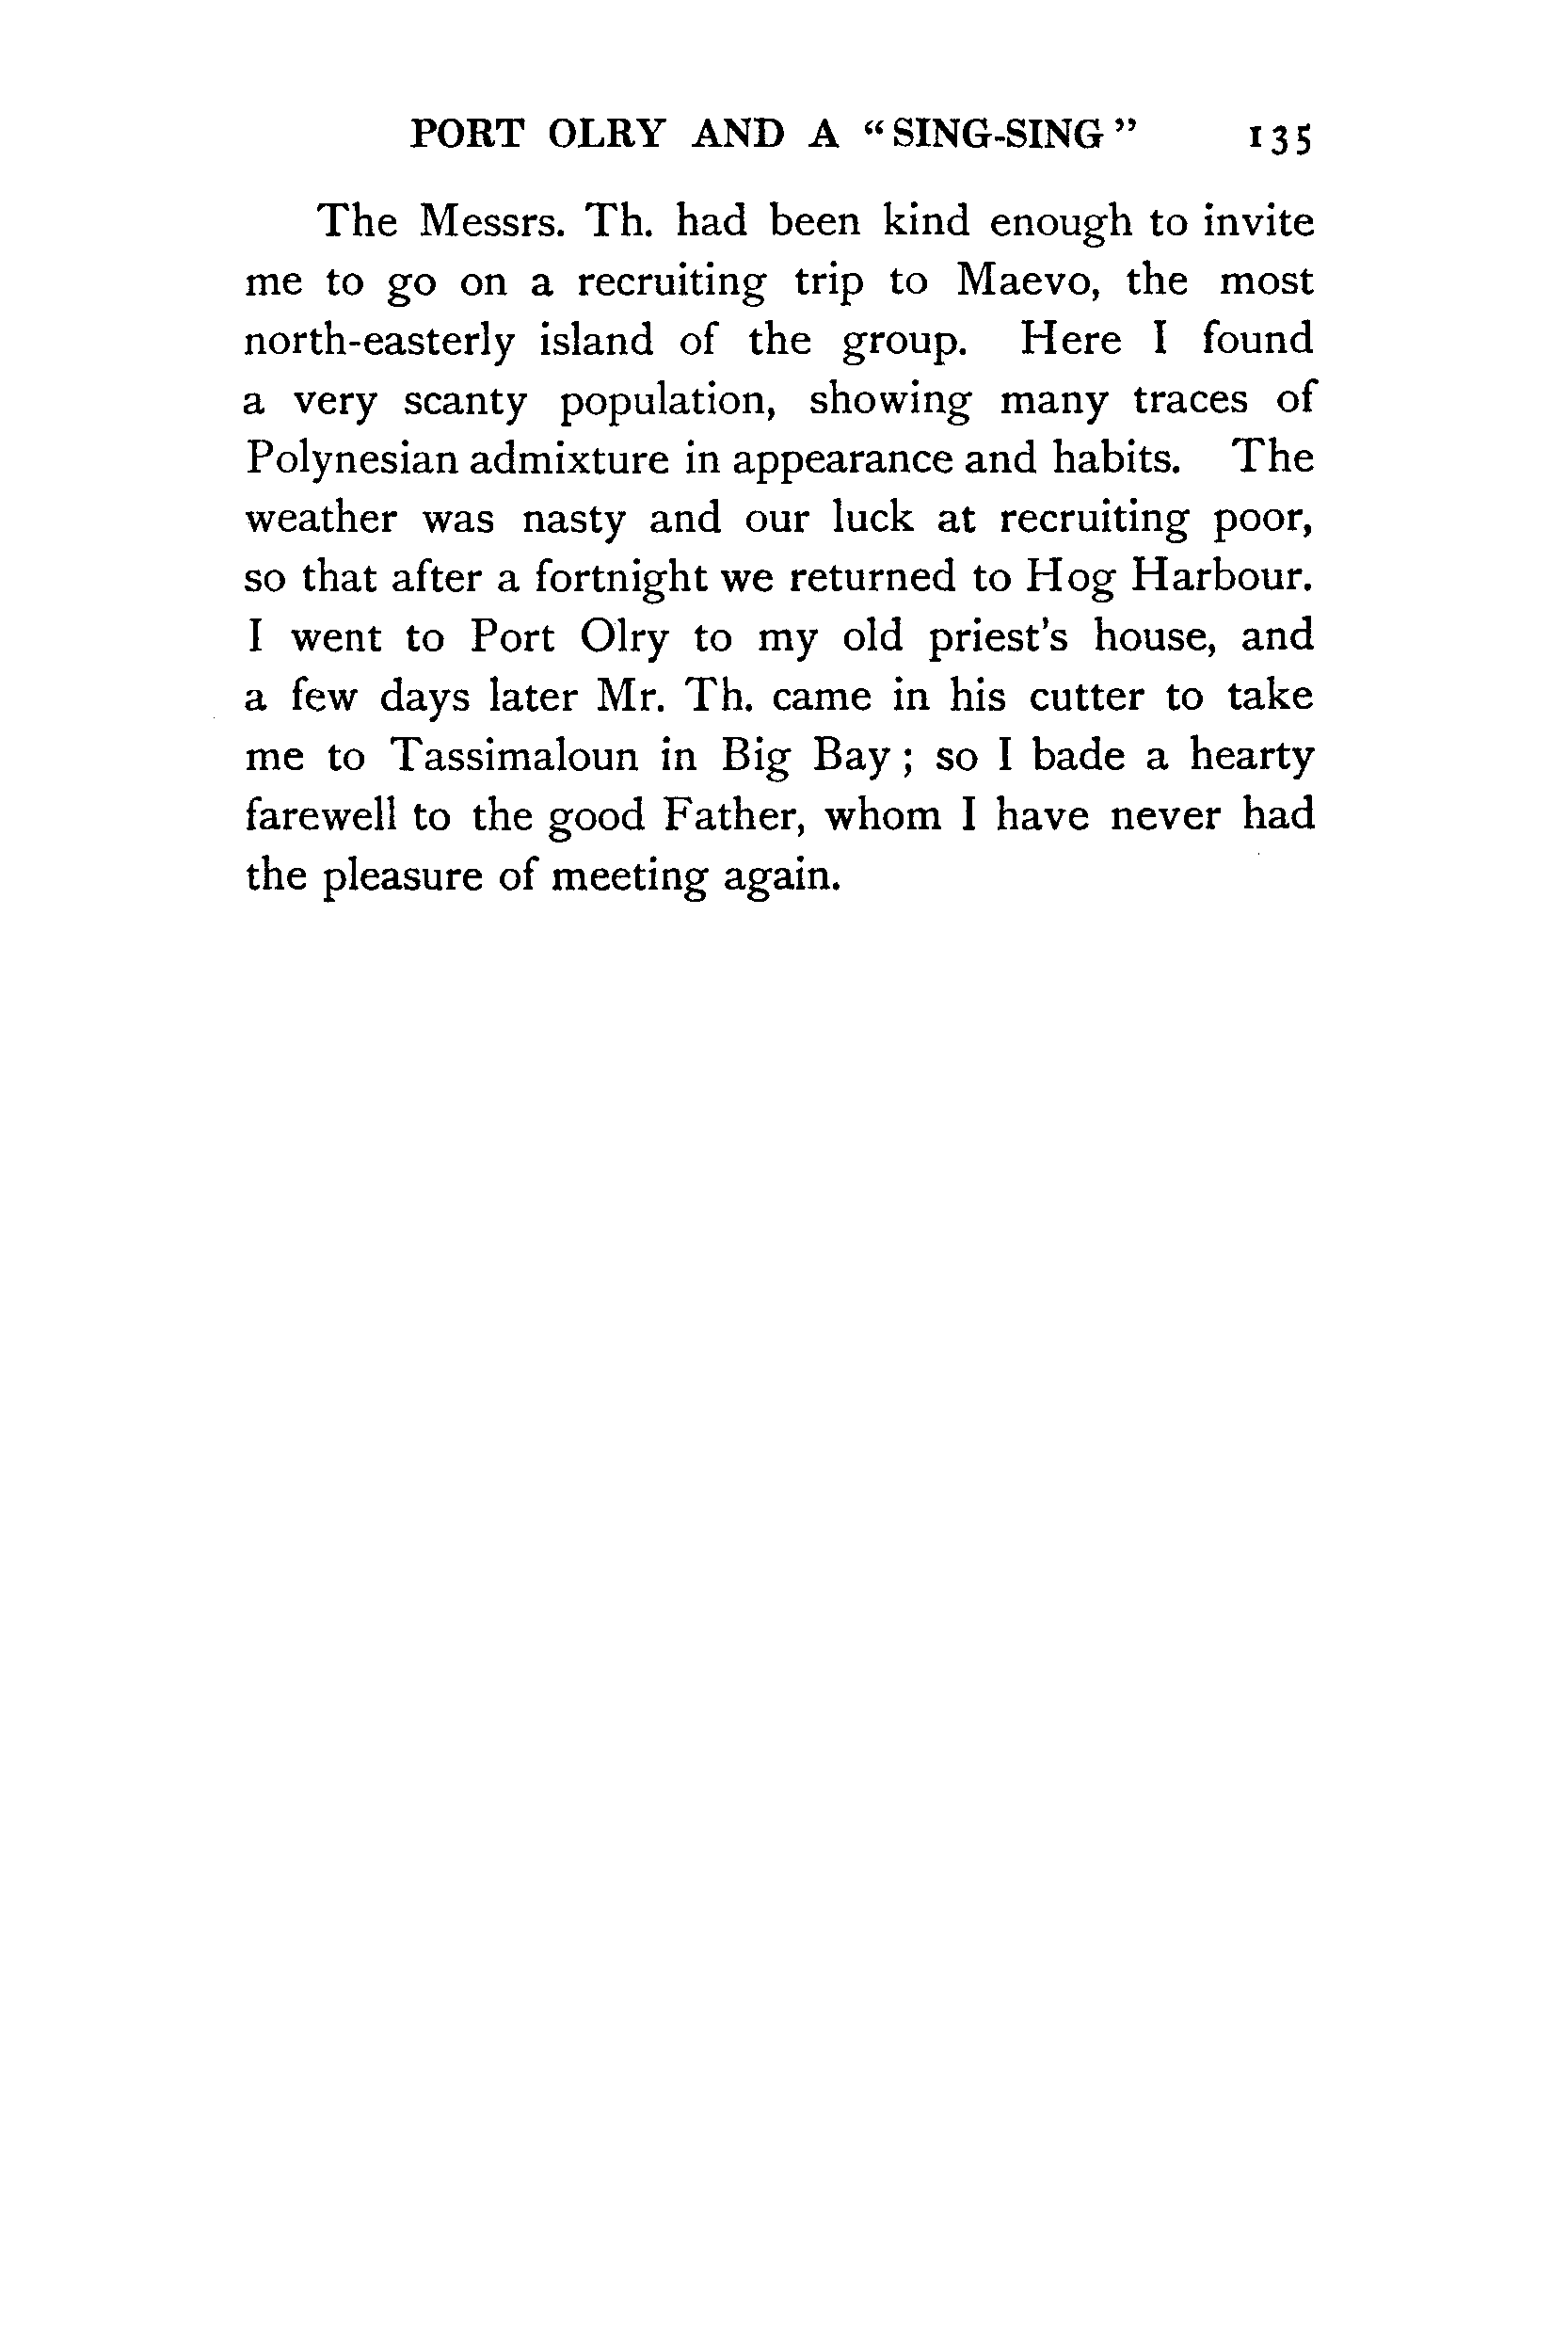 PORT OLRY AND A “SING-SING” 135
The Messrs. Th. had been kind enough to invite
me to go on a recruiting trip to Maevo, the most
north-easterly island of the group. Here I found
a very scanty population, showing many traces of
Polynesian admixture in appearance and habits. The
weather was nasty and our luck at recruiting poor,
so that after a fortnight we returned to Hog Harbour.
I went to Port Olry to my old priest's house, and
a few days later Mr. Th. came in his cutter to take
me to Tassimaloun in Big Bay; so I bade a hearty
farewell to the good Father, whom I have never had
the pleasure of meeting again.